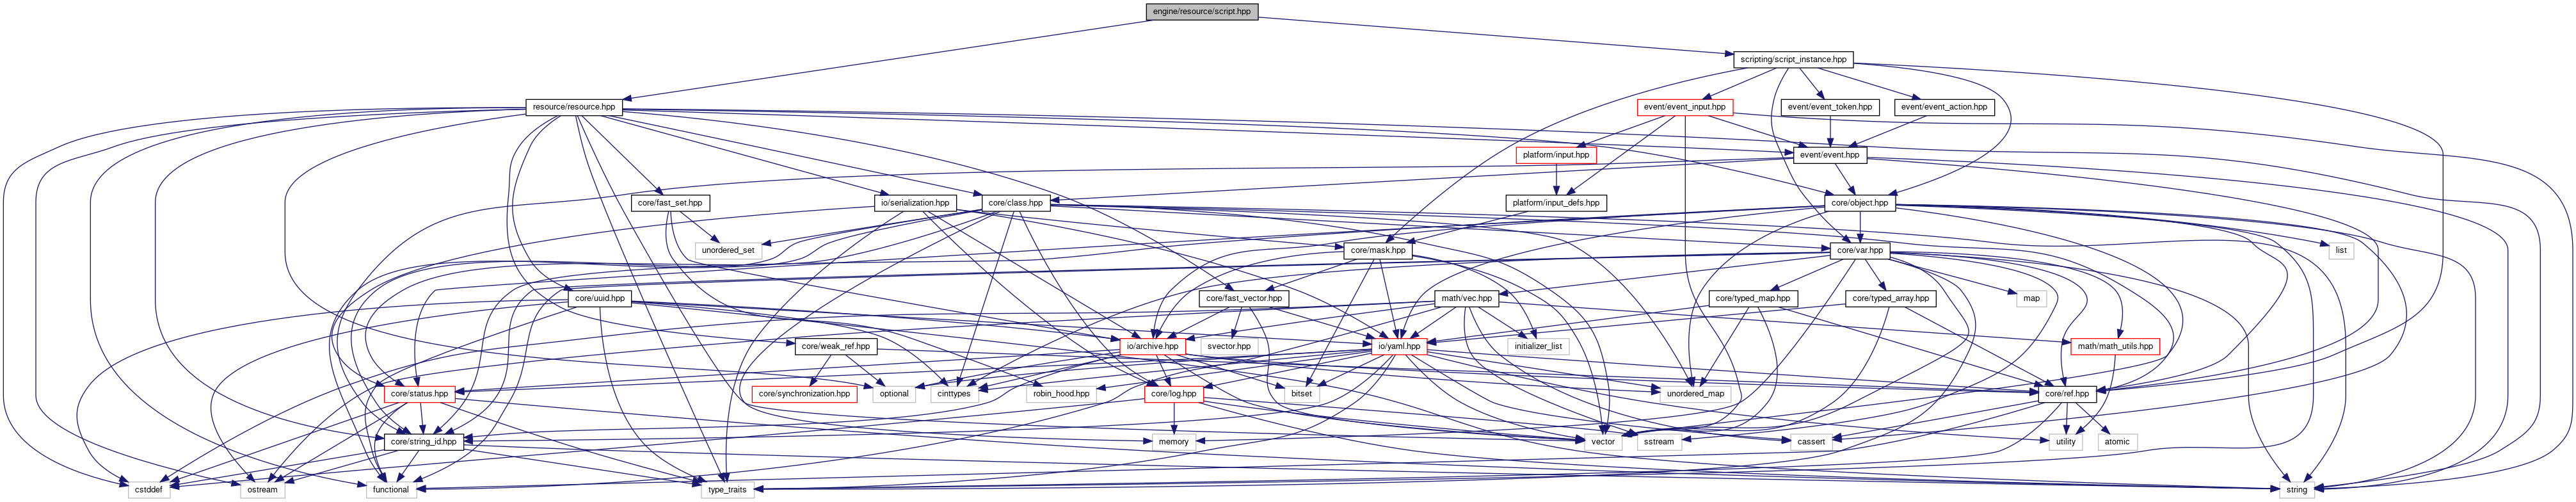 engine/resource/script.hpp
scripting/script_instance.hpp
resource/resource.hpp
event/event_input.hpp
event/event_token.hpp
event/event_action.hpp
platform/input.hpp
event/event.hpp
core/fast_set.hpp
io/serialization.hpp
core/class.hpp
platform/input_defs.hpp
core/object.hpp
unordered_set
core/mask.hpp
core/var.hpp
list
core/uuid.hpp
core/fast_vector.hpp
math/vec.hpp
core/typed_map.hpp
core/typed_array.hpp
map
core/weak_ref.hpp
io/archive.hpp
svector.hpp
initializer_list
io/yaml.hpp
math/math_utils.hpp
core/status.hpp
core/synchronization.hpp
optional
cinttypes
robin_hood.hpp
core/log.hpp
bitset
unordered_map
core/ref.hpp
core/string_id.hpp
memory
vector
sstream
cassert
utility
atomic
cstddef
ostream
functional
type_traits
string